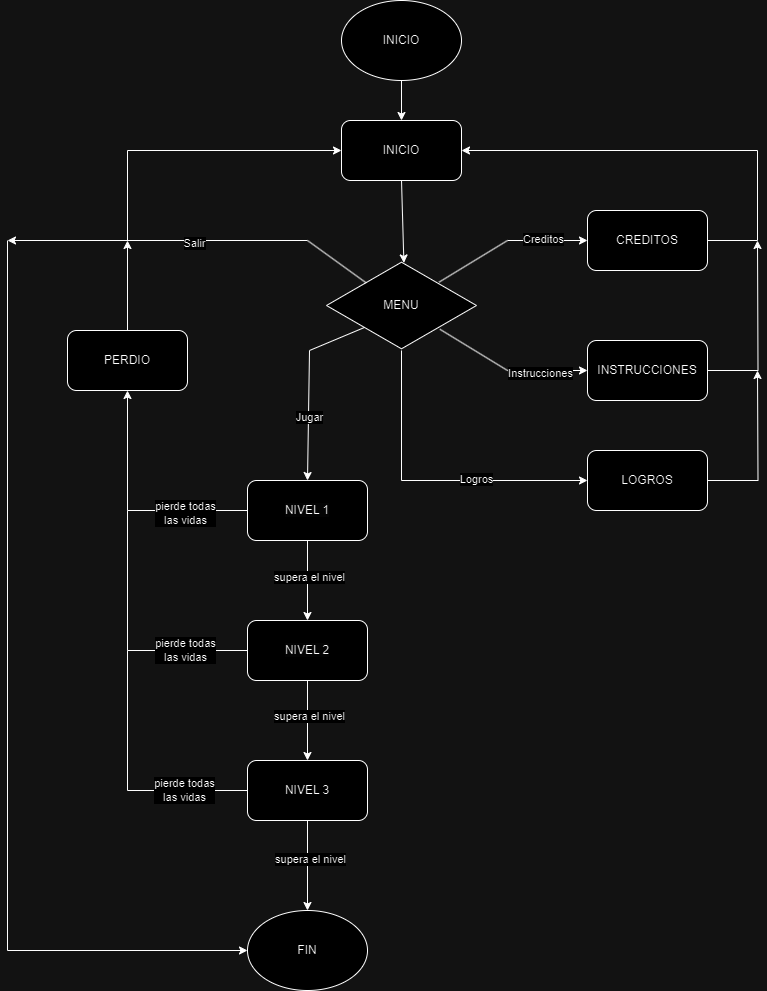 INICIO
INICIO
Salir
Creditos
CREDITOS
MENU
PERDIO
Instrucciones
INSTRUCCIONES
Jugar
Logros
LOGROS
pierde todas
las vidas
NIVEL 1
supera el nivel
pierde todas
las vidas
NIVEL 2
supera el nivel
pierde todas
las vidas
NIVEL 3
supera el nivel
FIN